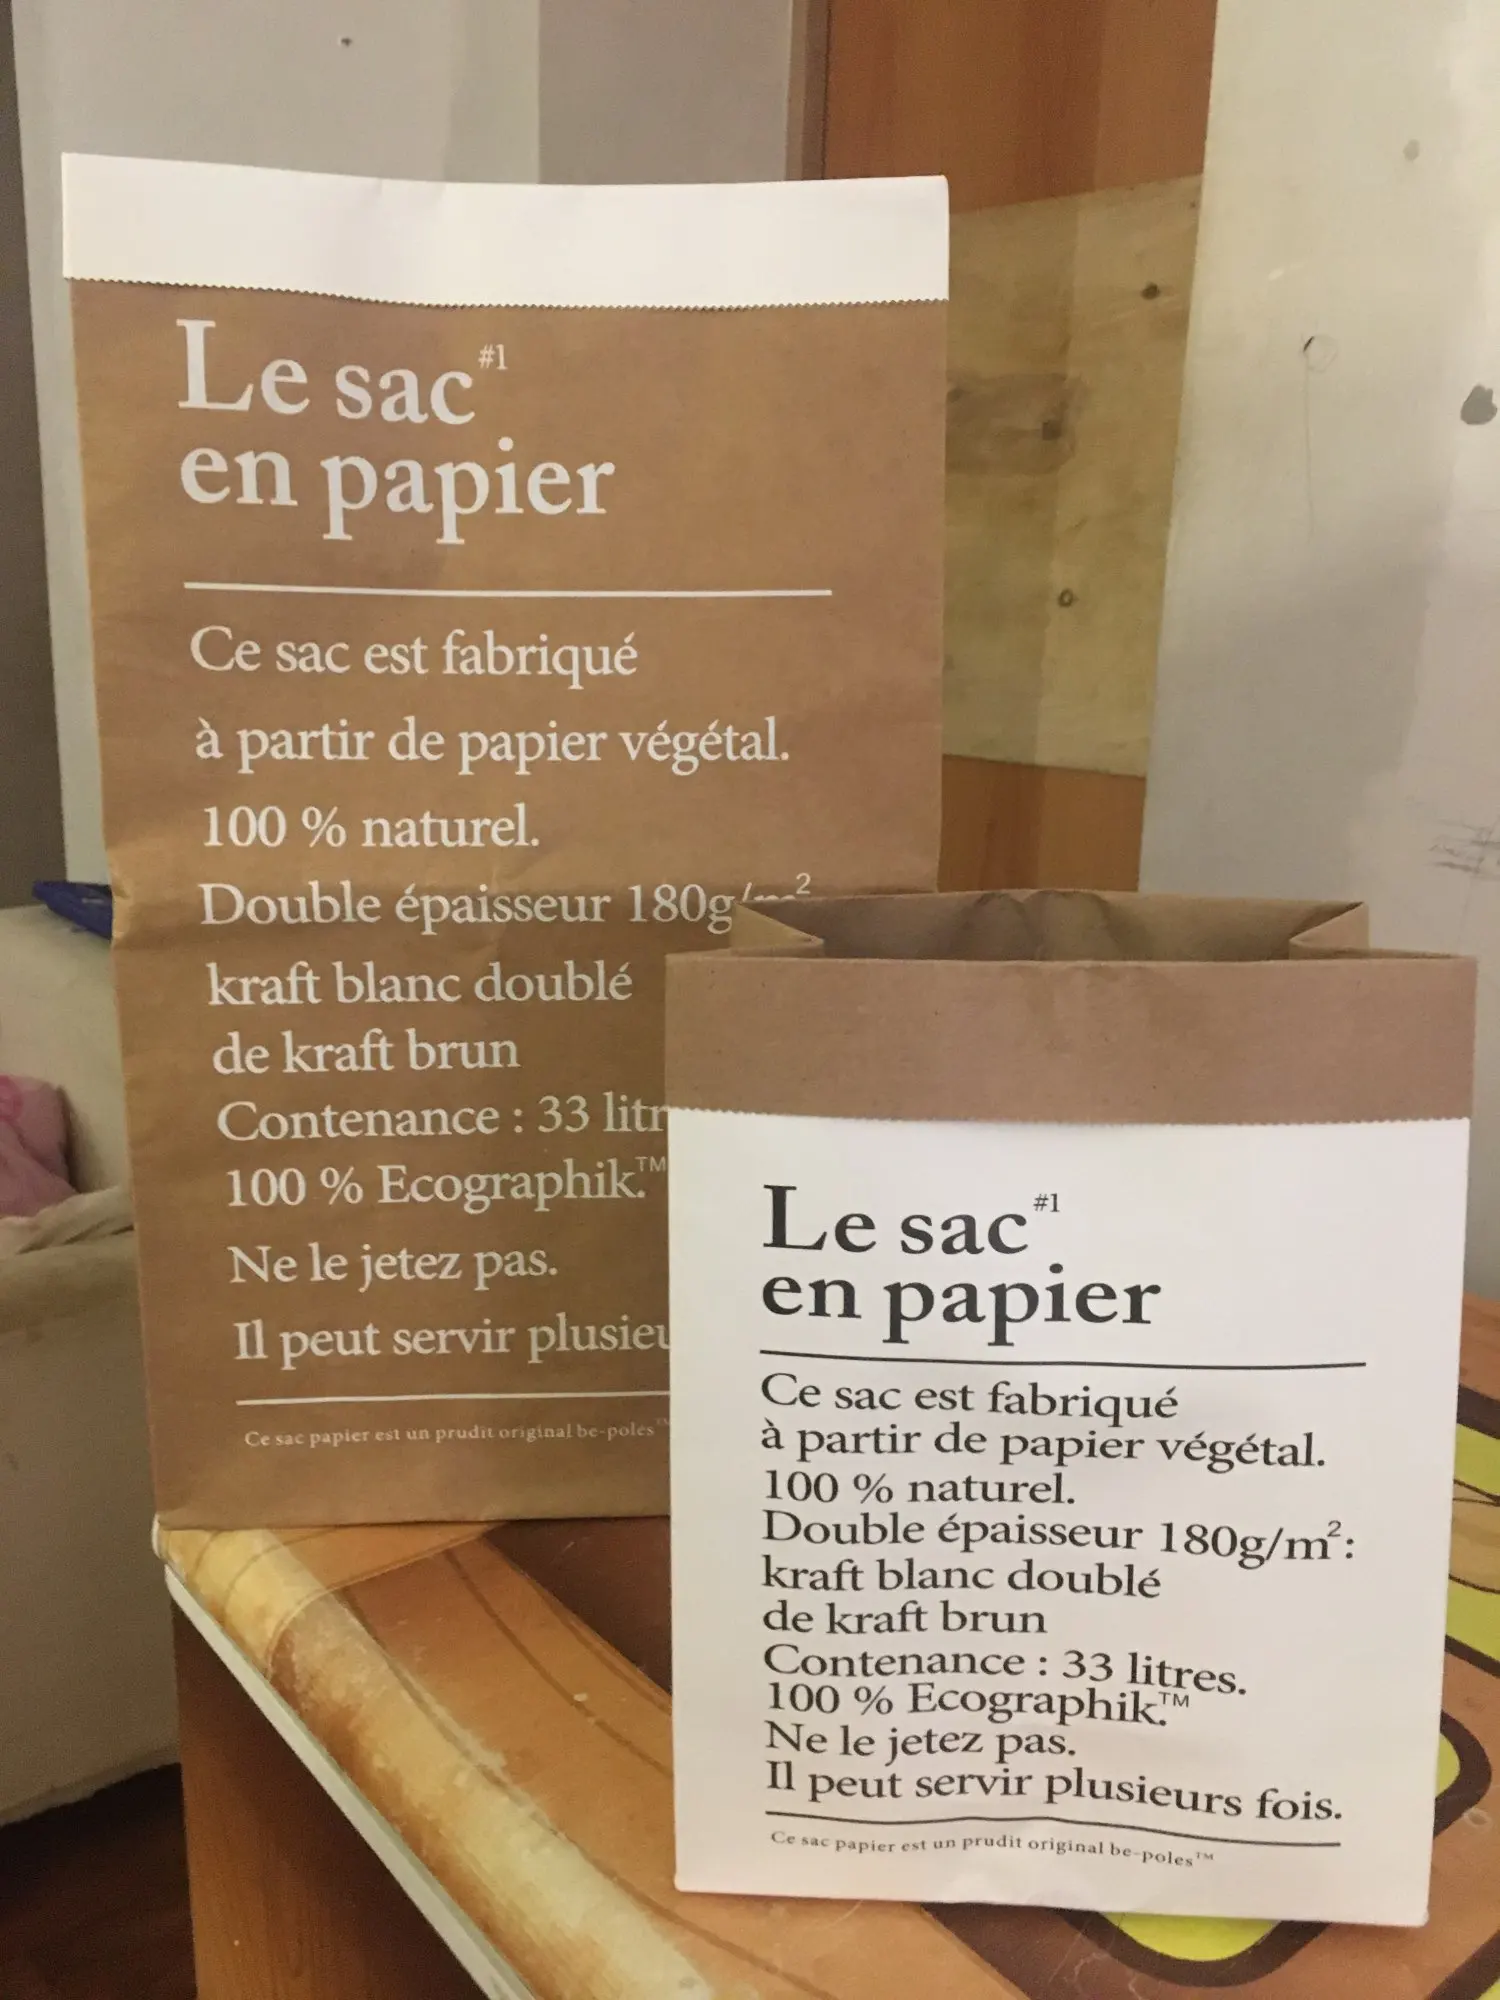 Le sac #1
en papier
Ce sac est fabriqué
à partir de papier végétal.
100 % naturel.
Double épaisseur 180g/m²
kraft blanc doublé
de kraft brun
Contenance : 33 litr
100 % Ecographik.™
Ne le jetez pas.
Il peut servir plusieu
Ce sac papier est un prudit original be-poles™
Le sac #1
en papier
Ce sac est fabriqué
à partir de papier végétal.
100 % naturel.
Double épaisseur 180g/m²:
kraft blanc doublé
de kraft brun
Contenance : 33 litres.
100 % Ecographik.™
Ne le jetez pas.
Il peut servir plusieurs fois.
Ce sac papier est un prudit original be-poles™